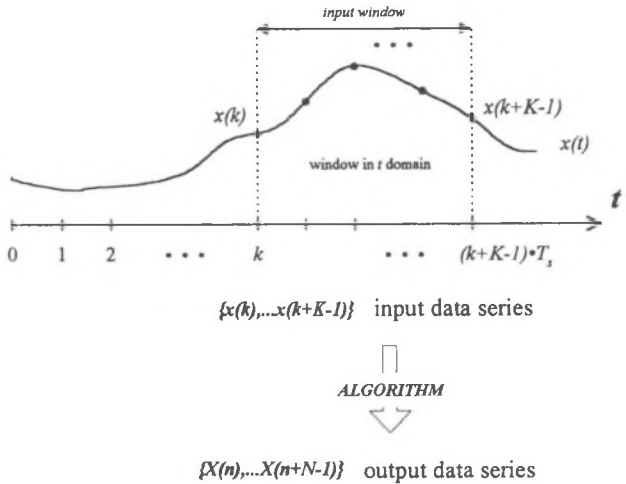 input window
• • •
x(k)
x(k+K-1)
x(t)
window in t domain
t
0 1 2 • • • k • • • (k+K-1)•Tₛ
{x(k),...x(k+K-1)} input data series
ALGORITHM
{X(n),...X(n+N-1)} output data series